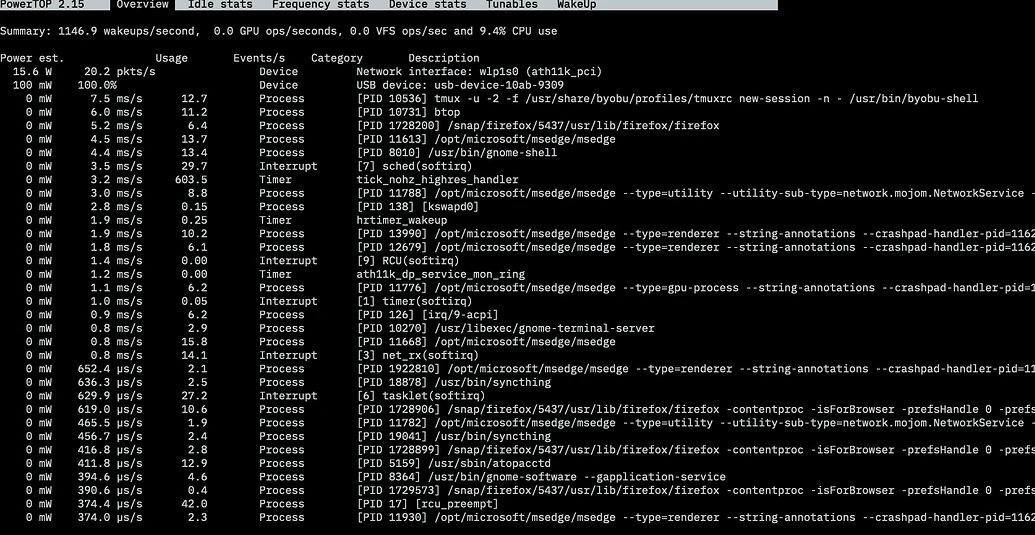 PowerTOP 2.15 Overview Idle stats Frequency stats Device stats Tunables WakeUp
Summary: 1146.9 wakeups/second, 0.0 GPU ops/seconds, 0.0 VFS ops/sec and 9.4% CPU use
Power est. Usage Events/s Category Description
15.6 W 20.2 pkts/s Device Network interface: wlp1s0 (ath11k_pci)
100 mW 100.0% Device USB device: usb-device-10ab-9309
0 mW 7.5 ms/s 12.7 Process [PID 10536] tmux -u -2 -f /usr/share/byobu/profiles/tmuxrc new-session -n - /usr/bin/byobu-shell
0 mW 6.0 ms/s 11.2 Process [PID 10731] btop
0 mW 5.2 ms/s 6.4 Process [PID 1728200] /snap/firefox/5437/usr/lib/firefox/firefox
0 mW 4.5 ms/s 13.7 Process [PID 11613] /opt/microsoft/msedge/msedge
0 mW 4.4 ms/s 13.4 Process [PID 8010] /usr/bin/gnome-shell
0 mW 3.5 ms/s 29.7 Interrupt [7] sched(softirq)
0 mW 3.2 ms/s 603.5 Timer tick_nohz_highres_handler
0 mW 3.0 ms/s 8.8 Process [PID 11788] /opt/microsoft/msedge/msedge --type=utility --utility-sub-type=network.mojom.NetworkService -
0 mW 2.8 ms/s 0.15 Process [PID 138] [kswapd0]
0 mW 1.9 ms/s 0.25 Timer hrtimer_wakeup
0 mW 1.9 ms/s 10.2 Process [PID 13990] /opt/microsoft/msedge/msedge --type=renderer --string-annotations --crashpad-handler-pid=1162
0 mW 1.8 ms/s 6.1 Process [PID 12679] /opt/microsoft/msedge/msedge --type=renderer --string-annotations --crashpad-handler-pid=1162
0 mW 1.4 ms/s 0.00 Interrupt [9] RCU(softirq)
0 mW 1.2 ms/s 0.00 Timer ath11k_dp_service_mon_ring
0 mW 1.1 ms/s 6.2 Process [PID 11776] /opt/microsoft/msedge/msedge --type=gpu-process --string-annotations --crashpad-handler-pid=1
0 mW 1.0 ms/s 0.05 Interrupt [1] timer(softirq)
0 mW 0.9 ms/s 6.2 Process [PID 126] [irq/9-acpi]
0 mW 0.8 ms/s 2.9 Process [PID 10270] /usr/libexec/gnome-terminal-server
0 mW 0.8 ms/s 15.8 Process [PID 11668] /opt/microsoft/msedge/msedge
0 mW 0.8 ms/s 14.1 Interrupt [3] net_rx(softirq)
0 mW 652.4 µs/s 2.1 Process [PID 1922810] /opt/microsoft/msedge/msedge --type=renderer --string-annotations --crashpad-handler-pid=11
0 mW 636.3 µs/s 2.5 Process [PID 18878] /usr/bin/syncthing
0 mW 629.9 µs/s 27.2 Interrupt [6] tasklet(softirq)
0 mW 619.0 µs/s 10.6 Process [PID 1728906] /snap/firefox/5437/usr/lib/firefox/firefox -contentproc -isForBrowser -prefsHandle 0 -prefs
0 mW 465.5 µs/s 1.9 Process [PID 11782] /opt/microsoft/msedge/msedge --type=utility --utility-sub-type=network.mojom.NetworkService -
0 mW 456.7 µs/s 2.4 Process [PID 19041] /usr/bin/syncthing
0 mW 416.8 µs/s 2.8 Process [PID 1728899] /snap/firefox/5437/usr/lib/firefox/firefox -contentproc -isForBrowser -prefsHandle 0 -prefs
0 mW 411.8 µs/s 12.9 Process [PID 5159] /usr/sbin/atopacctd
0 mW 394.6 µs/s 4.6 Process [PID 8364] /usr/bin/gnome-software --gapplication-service
0 mW 390.6 µs/s 0.4 Process [PID 1729573] /snap/firefox/5437/usr/lib/firefox/firefox -contentproc -isForBrowser -prefsHandle 0 -prefs
0 mW 374.4 µs/s 42.0 Process [PID 17] [rcu_preempt]
0 mW 374.0 µs/s 2.3 Process [PID 11930] /opt/microsoft/msedge/msedge --type=renderer --string-annotations --crashpad-handler-pid=1162